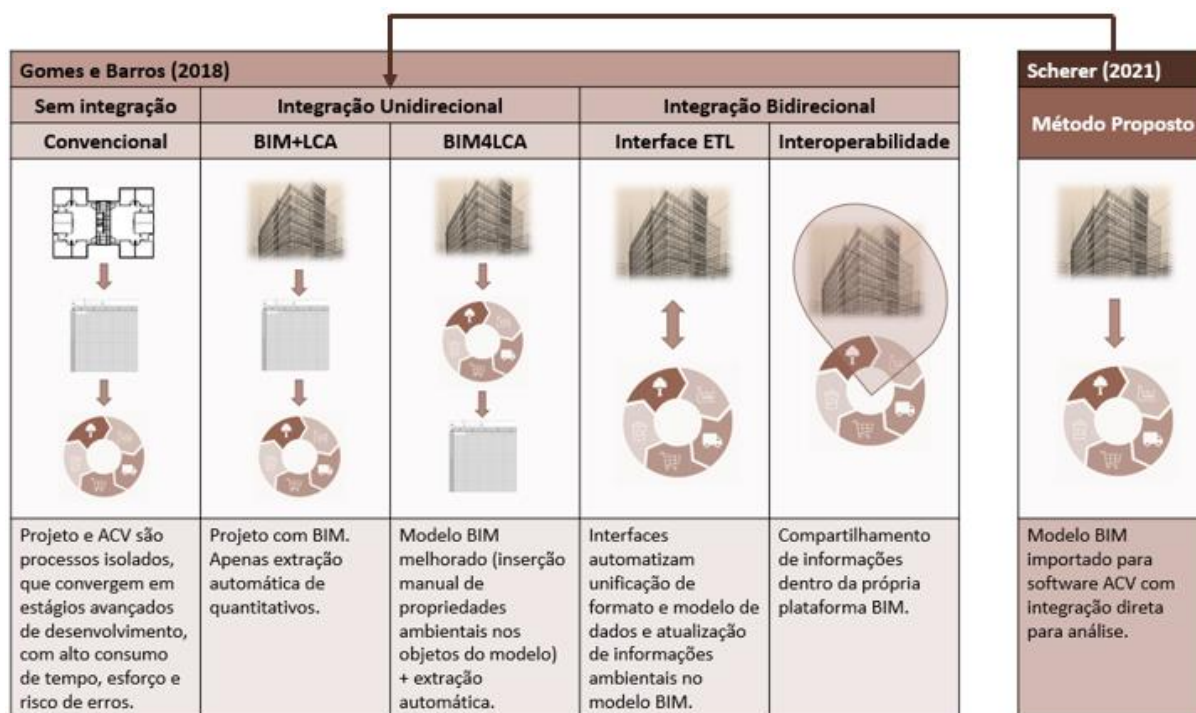 Gomes e Barros (2018)
Sem integração
Integração Unidirecional
Integração Bidirecional
Convencional
BIM+LCA
BIM4LCA
Interface ETL
Interoperabilidade
Projeto e ACV são
processos isolados,
que convergem em
estágios avançados
de desenvolvimento,
com alto consumo
de tempo, esforço e
risco de erros.
Projeto com BIM.
Apenas extração
automática de
quantitativos.
Modelo BIM
melhorado (inserção
manual de
propriedades
ambientais nos
objetos do modelo)
+ extração
automática.
Interfaces
automatizam
unificação de
formato e modelo de
dados e atualização
de informações
ambientais no
modelo BIM.
Compartilhamento
de informações
dentro da própria
plataforma BIM.
Scherer (2021)
Método Proposto
Modelo BIM
importado para
software ACV com
integração direta
para análise.